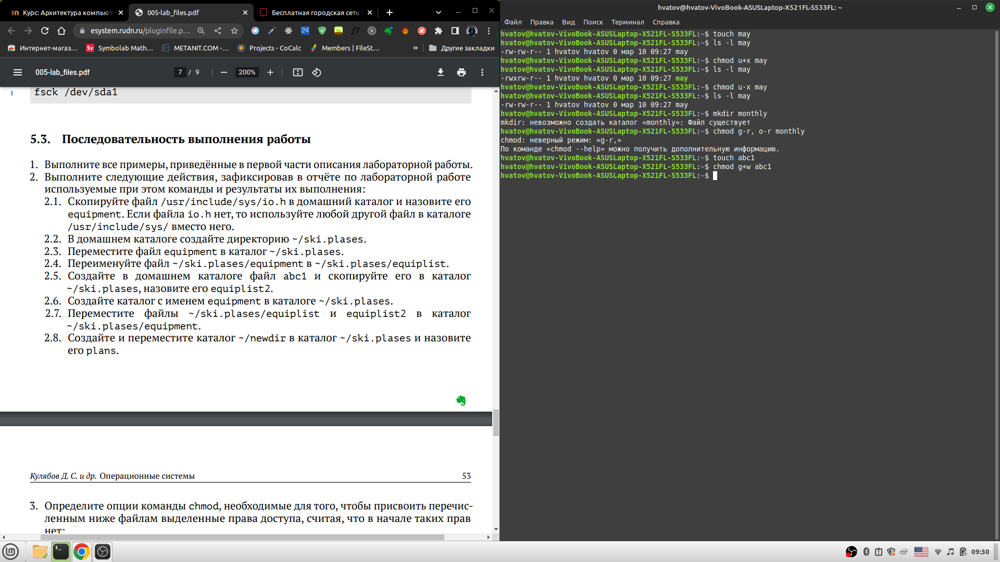 Курс: Архитектура компьют
005-lab_files.pdf
Бесплатная городская сеть
esystem.rudn.ru/pluginfile.p...
24
f?
Интернет-магаз...
Sy Symbolab Math...
METANIT.COM -...
Projects - CoCalc
Members | FileSt...
»
Другие закладки
005-lab_files.pdf
7 / 9
200%
1
fsck /dev/sda1
5.3. Последовательность выполнения работы
1. Выполните все примеры, приведённые в первой части описания лабораторной работы.
2. Выполните следующие действия, зафиксировав в отчёте по лабораторной работе
используемые при этом команды и результаты их выполнения:
2.1. Скопируйте файл /usr/include/sys/io.h в домашний каталог и назовите его
equipment. Если файла io.h нет, то используйте любой другой файл в каталоге
/usr/include/sys/ вместо него.
2.2. В домашнем каталоге создайте директорию ~/ski.plases.
2.3. Переместите файл equipment в каталог ~/ski.plases.
2.4. Переименуйте файл ~/ski.plases/equipment в ~/ski.plases/equiplist.
2.5. Создайте в домашнем каталоге файл abc1 и скопируйте его в каталог
~/ski.plases, назовите его equiplist2.
2.6. Создайте каталог с именем equipment в каталоге ~/ski.plases.
2.7. Переместите файлы ~/ski.plases/equiplist и equiplist2 в каталог
~/ski.plases/equipment.
2.8. Создайте и переместите каталог ~/newdir в каталог ~/ski.plases и назовите
его plans.
Кулябов Д. С. и др. Операционные системы 53
3. Определите опции команды chmod, необходимые для того, чтобы присвоить перечис-
ленным ниже файлам выделенные права доступа, считая, что в начале таких прав
нет:
hvatov@hvatov-VivoBook-ASUSLaptop-X521FL-S533FL: ~
Файл Правка Вид Поиск Терминал Справка
hvatov@hvatov-VivoBook-ASUSLaptop-X521FL-S533FL:~$ touch may
hvatov@hvatov-VivoBook-ASUSLaptop-X521FL-S533FL:~$ ls -l may
-rw-rw-r-- 1 hvatov hvatov 0 мар 10 09:27 may
hvatov@hvatov-VivoBook-ASUSLaptop-X521FL-S533FL:~$ chmod u+x may
hvatov@hvatov-VivoBook-ASUSLaptop-X521FL-S533FL:~$ ls -l may
-rwxrw-r-- 1 hvatov hvatov 0 мар 10 09:27 may
hvatov@hvatov-VivoBook-ASUSLaptop-X521FL-S533FL:~$ chmod u-x may
hvatov@hvatov-VivoBook-ASUSLaptop-X521FL-S533FL:~$ ls -l may
-rw-rw-r-- 1 hvatov hvatov 0 мар 10 09:27 may
hvatov@hvatov-VivoBook-ASUSLaptop-X521FL-S533FL:~$ mkdir monthly
mkdir: невозможно создать каталог «monthly»: Файл существует
hvatov@hvatov-VivoBook-ASUSLaptop-X521FL-S533FL:~$ chmod g-r, o-r monthly
chmod: неверный режим: «g-r,»
По команде «chmod --help» можно получить дополнительную информацию.
hvatov@hvatov-VivoBook-ASUSLaptop-X521FL-S533FL:~$ touch abc1
hvatov@hvatov-VivoBook-ASUSLaptop-X521FL-S533FL:~$ chmod g+w abc1
hvatov@hvatov-VivoBook-ASUSLaptop-X521FL-S533FL:~$
09:30